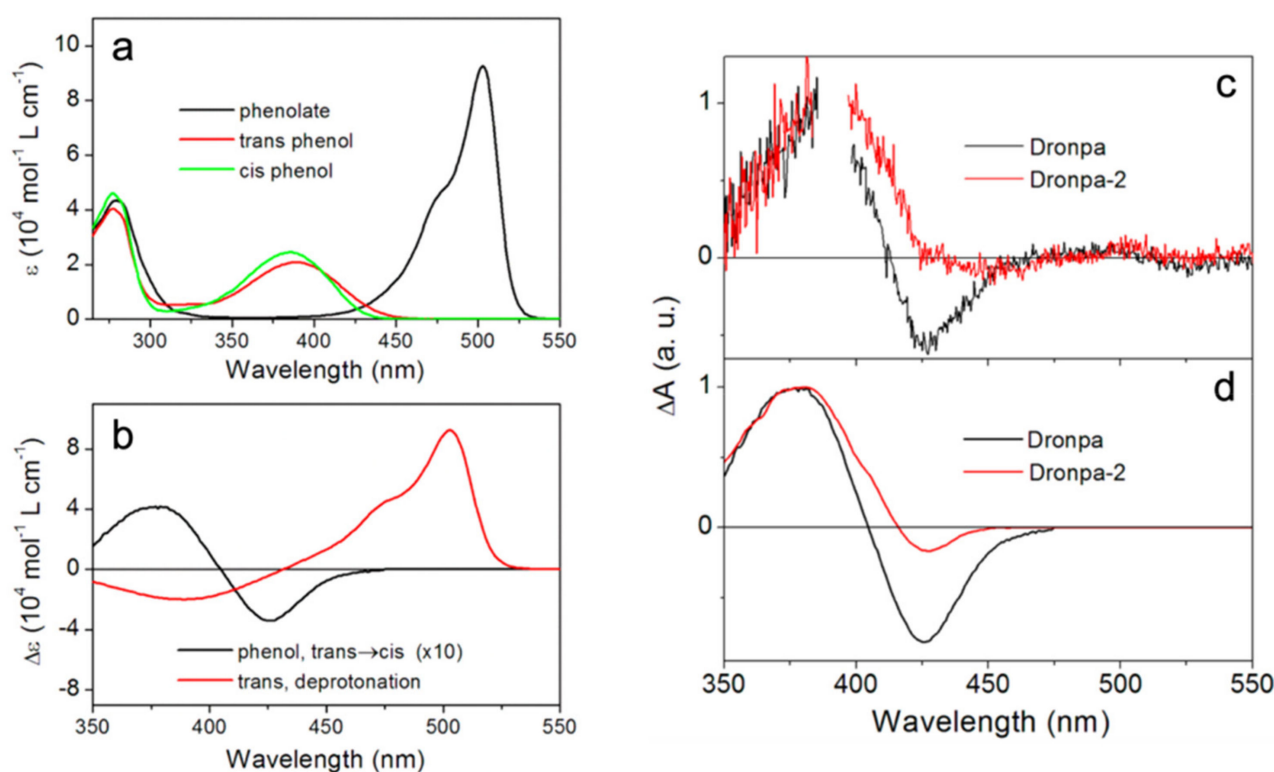 a
ε (10⁴ mol⁻¹ L cm⁻¹)
10
8
6
4
2
0
phenolate
trans phenol
cis phenol
300 350 400 450 500 550
Wavelength (nm)
b
Δε (10⁴ mol⁻¹ L cm⁻¹)
8
4
0
-4
-8
phenol, trans→cis (x10)
trans, deprotonation
350 400 450 500 550
Wavelength (nm)
ΔA (a. u.)
c
1
0
Dronpa
Dronpa-2
d
1
0
Dronpa
Dronpa-2
350 400 450 500 550
Wavelength (nm)